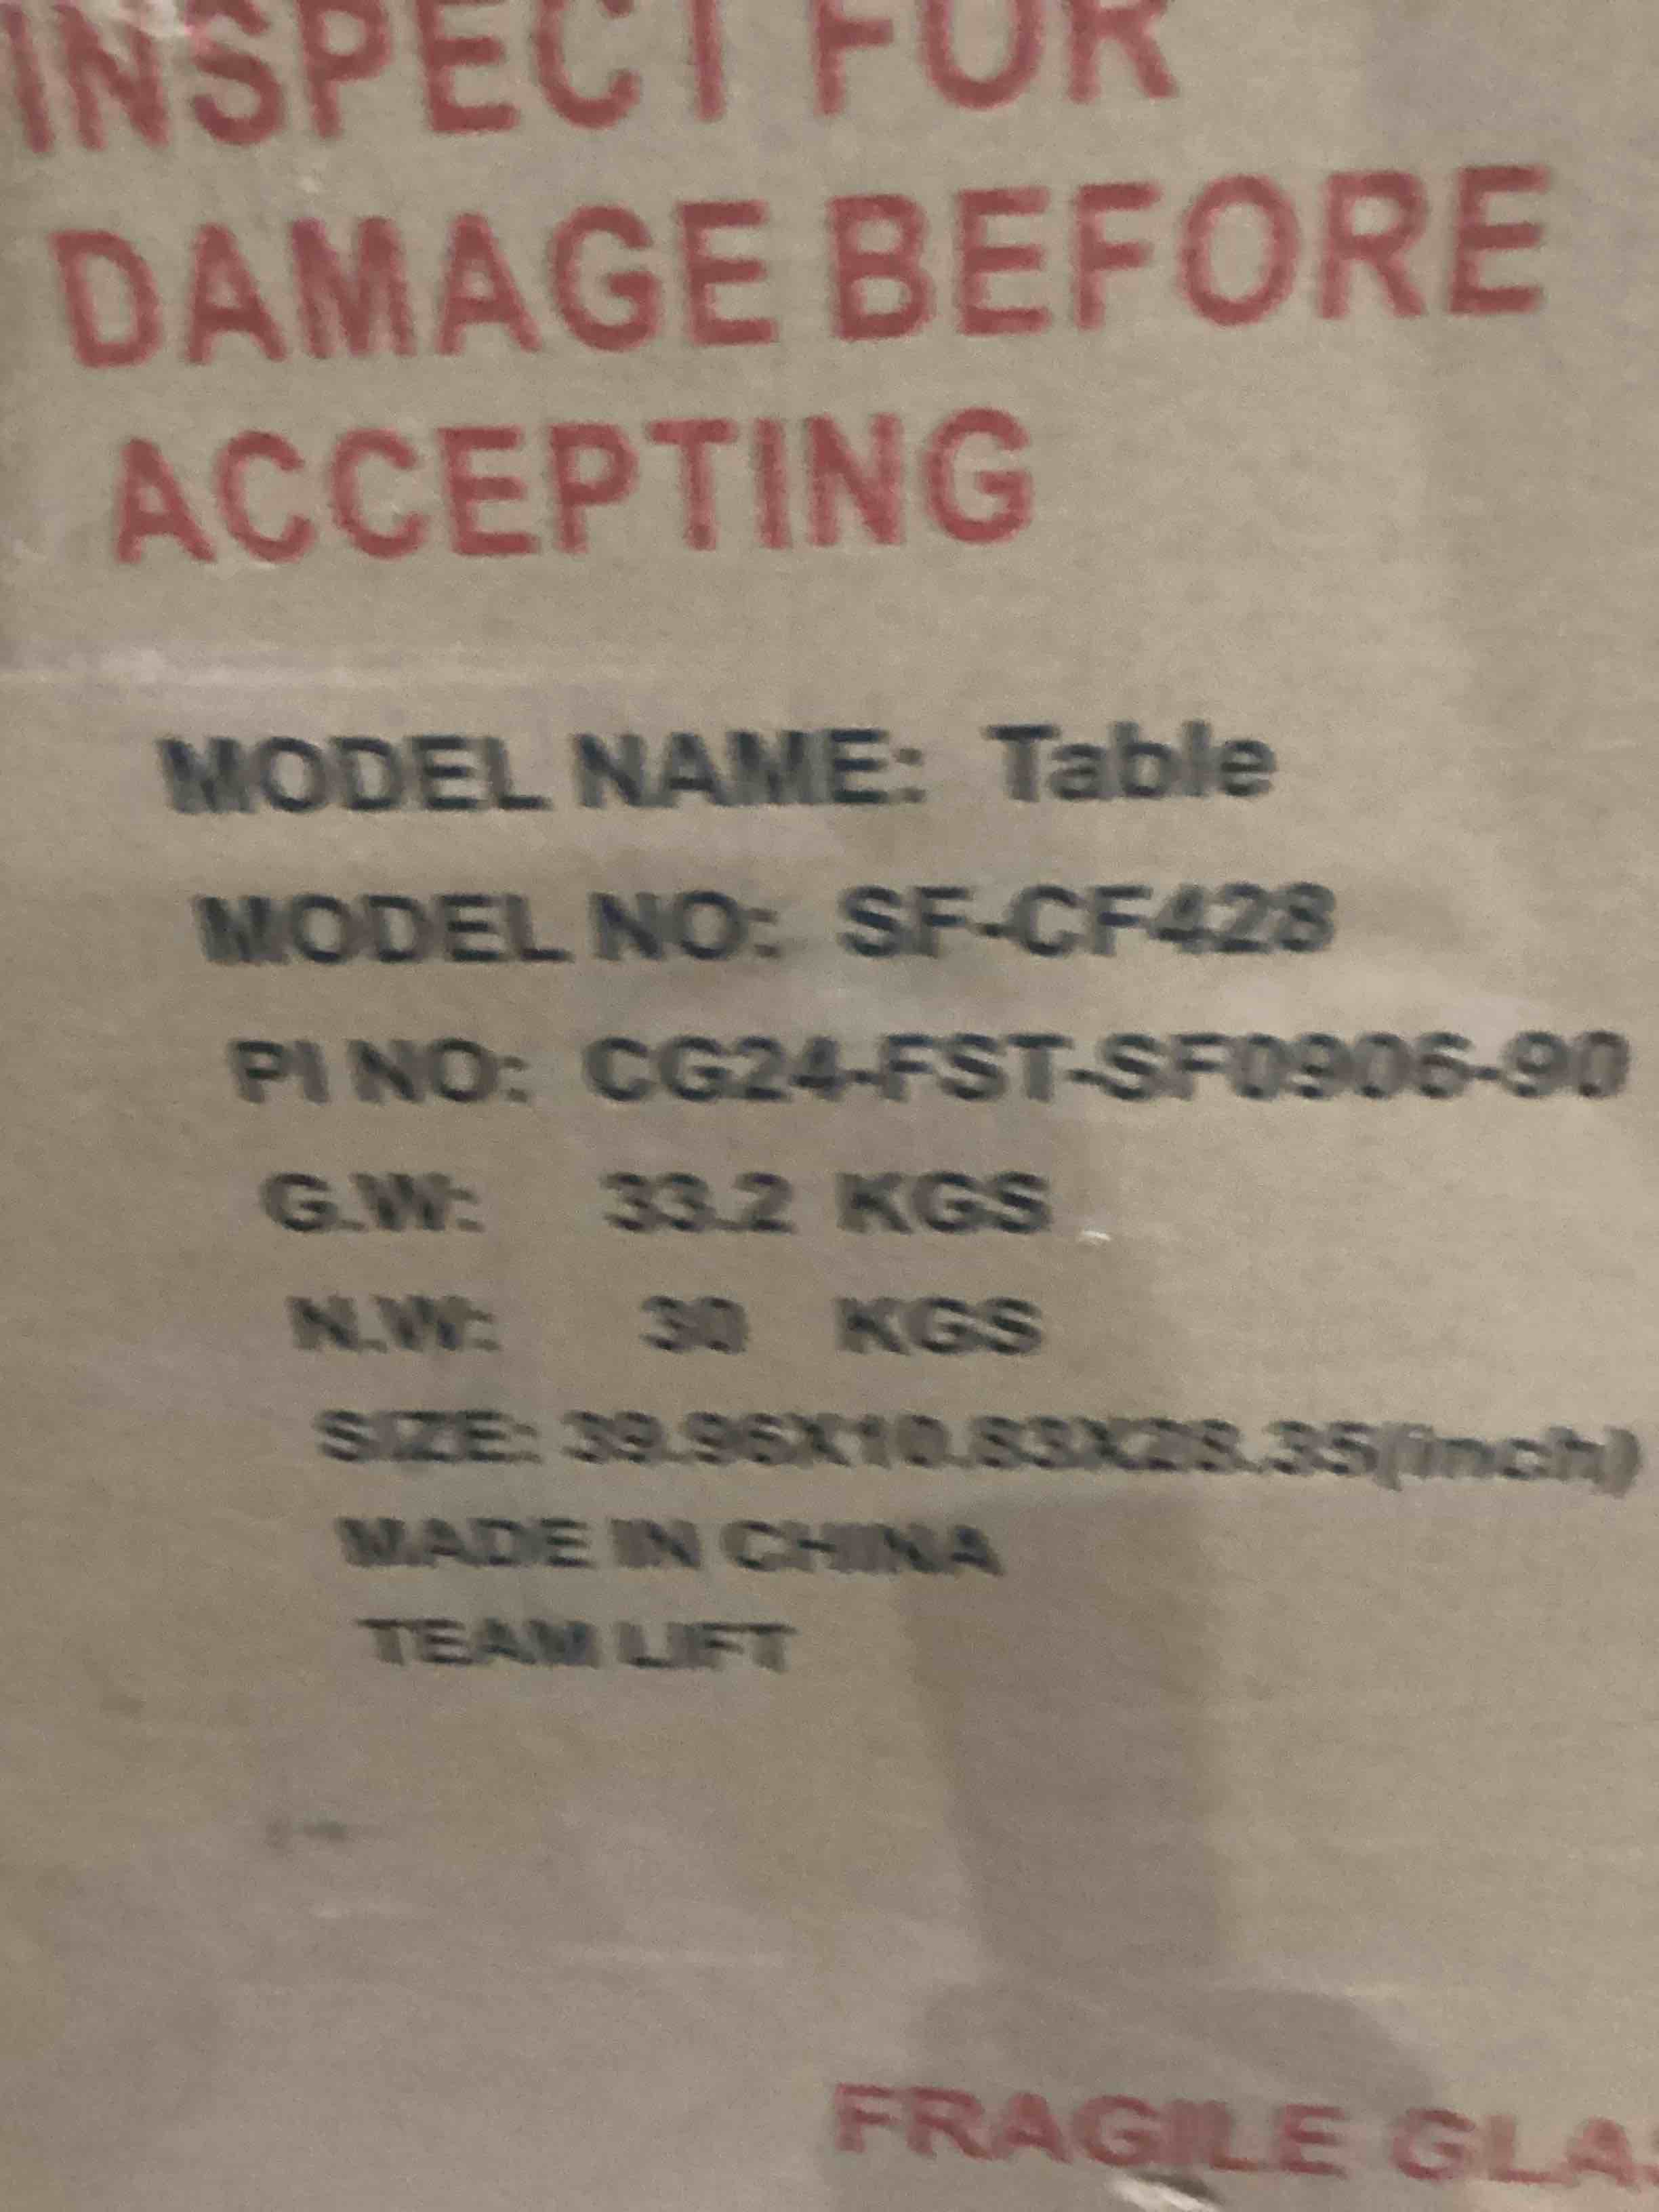 INSPECT FOR
DAMAGE BEFORE
ACCEPTING
MODEL NAME: Table
MODEL NO: SF-CF428
PI NO: CG24-FST-SF0906-90
G.W: 33.2 KGS
N.W: 30 KGS
SIZE: 39.96X10.83X28.35(inch)
MADE IN CHINA
TEAM LIFT
FRAGILE